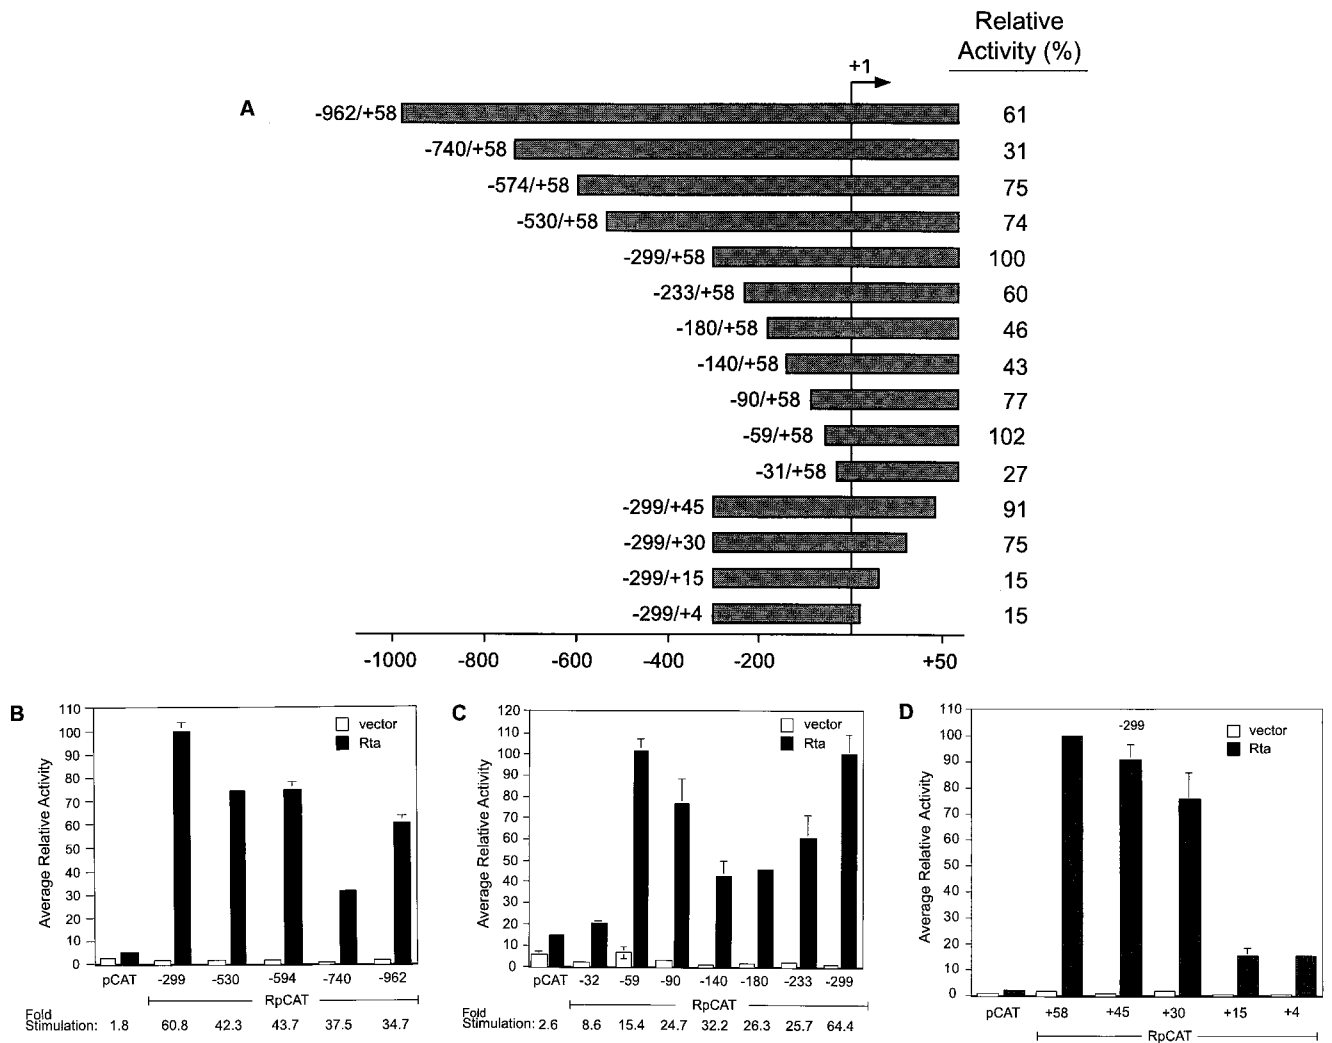 Relative
Activity (%)
+1
A
-962/+58 61
-740/+58 31
-574/+58 75
-530/+58 74
-299/+58 100
-233/+58 60
-180/+58 46
-140/+58 43
-90/+58 77
-59/+58 102
-31/+58 27
-299/+45 91
-299/+30 75
-299/+15 15
-299/+4 15
-1000 -800 -600 -400 -200 +50
B
Average Relative Activity
110
100
90
80
70
60
50
40
30
20
10
0
vector
Rta
pCAT -299 -530 -594 -740 -962
RpCAT
Fold
Stimulation: 1.8 60.8 42.3 43.7 37.5 34.7
C
Average Relative Activity
120
110
100
90
80
70
60
50
40
30
20
10
0
vector
Rta
pCAT -32 -59 -90 -140 -180 -233 -299
RpCAT
Fold
Stimulation: 2.6 8.6 15.4 24.7 32.2 26.3 25.7 64.4
D
Average Relative Activity
110
100
90
80
70
60
50
40
30
20
10
0
-299
vector
Rta
pCAT +58 +45 +30 +15 +4
RpCAT